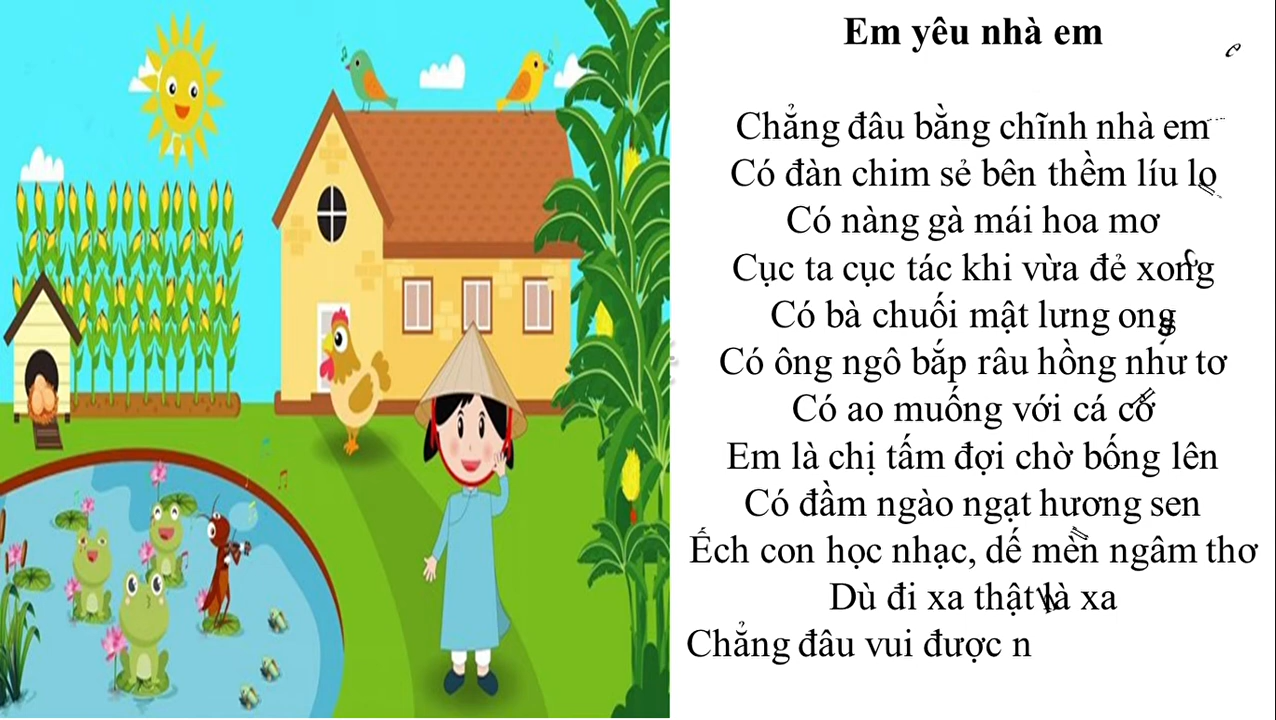 Em yêu nhà em
Chẳng đâu bằng chĩnh nhà em
Có đàn chim sẻ bên thềm líu lo
Có nàng gà mái hoa mơ
Cục ta cục tác khi vừa đẻ xong
Có bà chuối mật lưng ong
Có ông ngô bắp râu hồng như tơ
Có ao muống với cá cờ
Em là chị tấm đợi chờ bống lên
Có đầm ngào ngạt hương sen
Ếch con học nhạc, dế mèn ngâm thơ
Dù đi xa thật là xa
Chẳng đâu vui được n